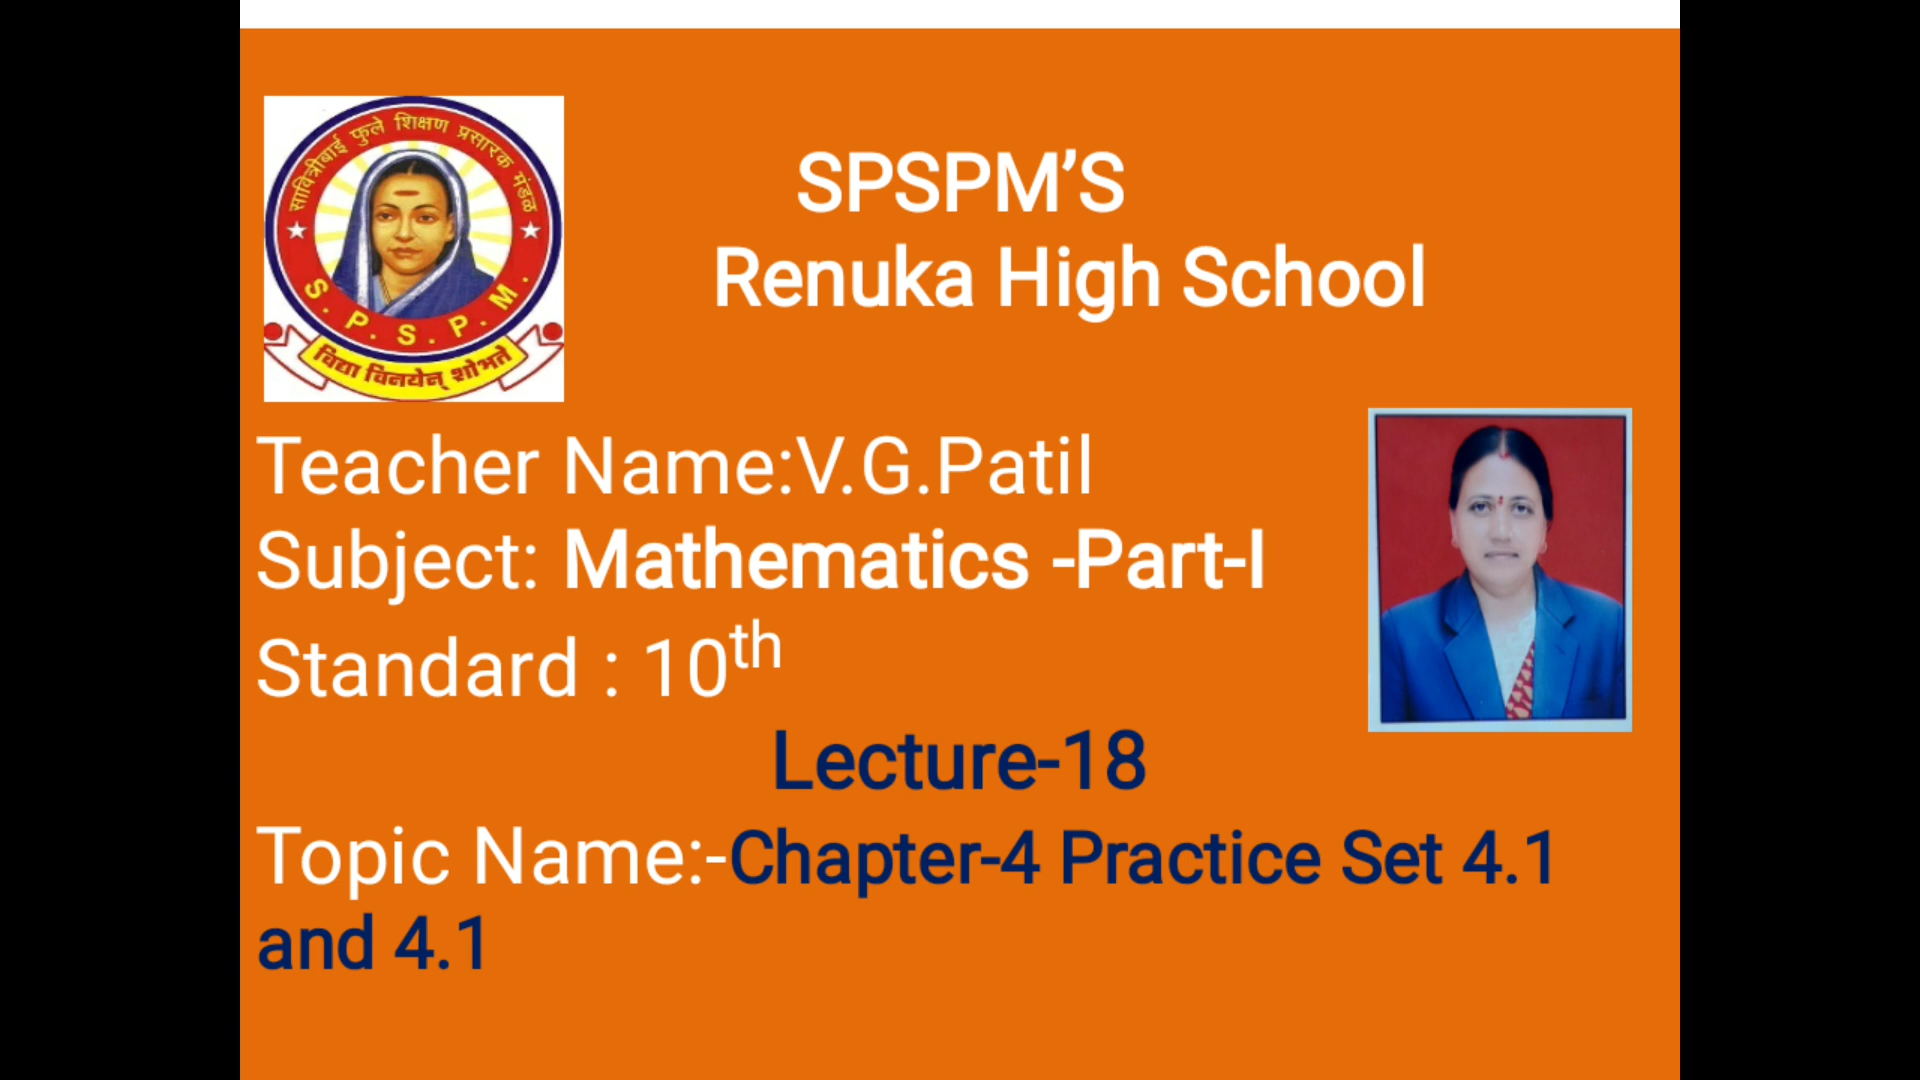 सावित्रीबाई फुले शिक्षण प्रसारक मंडळ
S. P. S. P. M.
विद्या विनयेन् शोभते
SPSPM’S
Renuka High School
Teacher Name:V.G.Patil
Subject: Mathematics -Part-I
Standard : 10th
Lecture-18
Topic Name:-Chapter-4 Practice Set 4.1
and 4.1